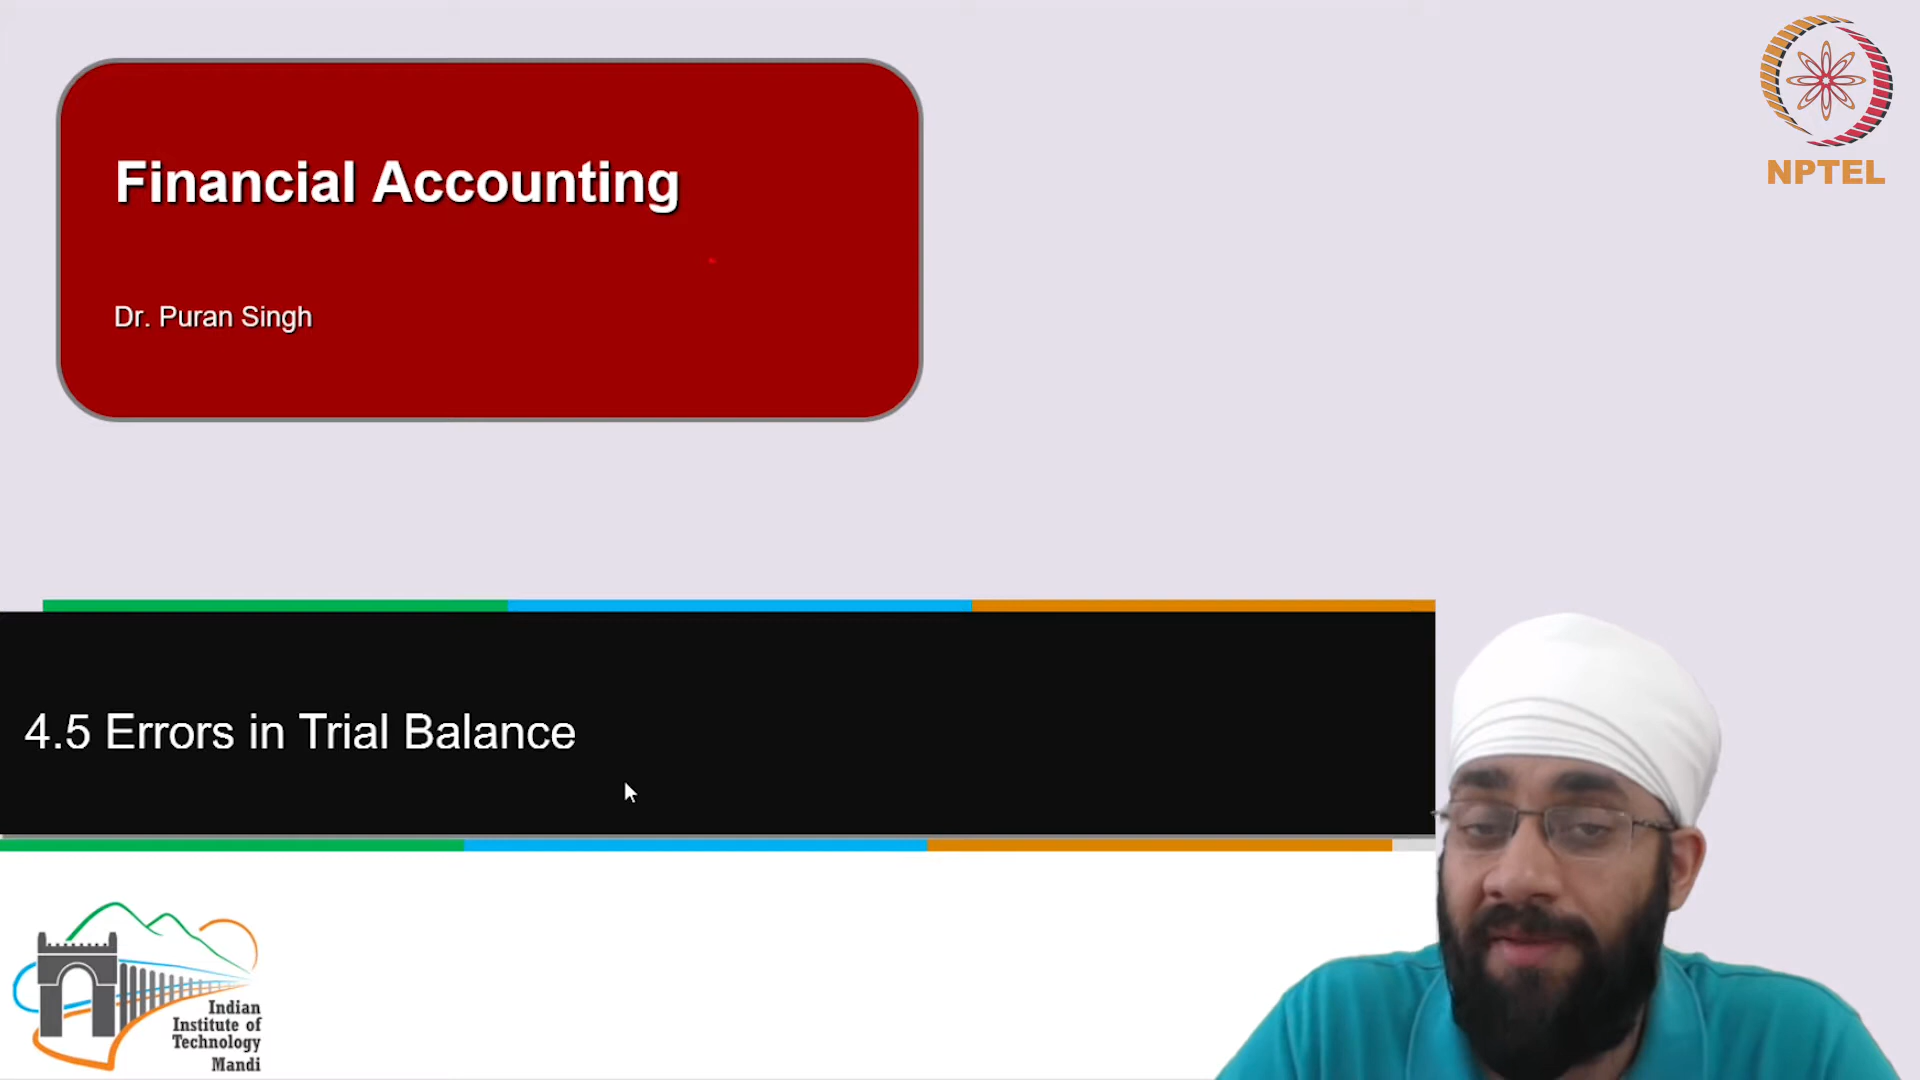 Financial Accounting
Dr. Puran Singh
NPTEL
4.5 Errors in Trial Balance
Indian
Institute of
Technology
Mandi